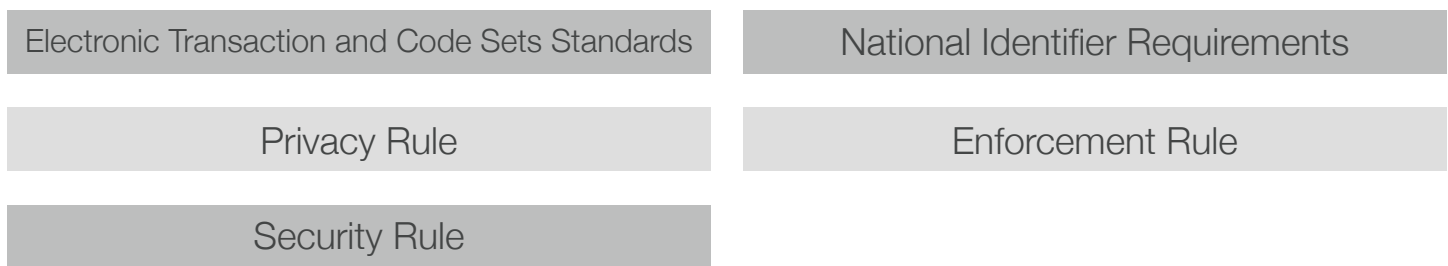 Electronic Transaction and Code Sets Standards
National Identifier Requirements
Privacy Rule
Enforcement Rule
Security Rule